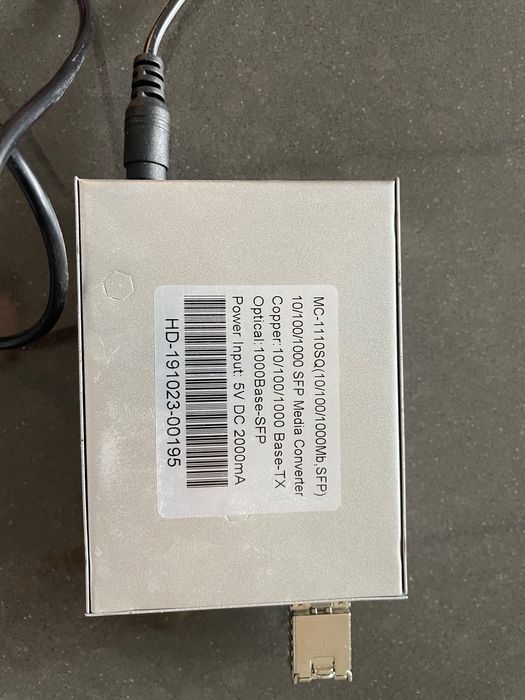 MC-1110SQ(10/100/1000Mb,SFP)
10/100/1000 SFP Media Converter
Copper:10/100/1000 Base-TX
Optical:1000Base-SFP
Power Input: 5V DC 2000mA
HD-191023-00195